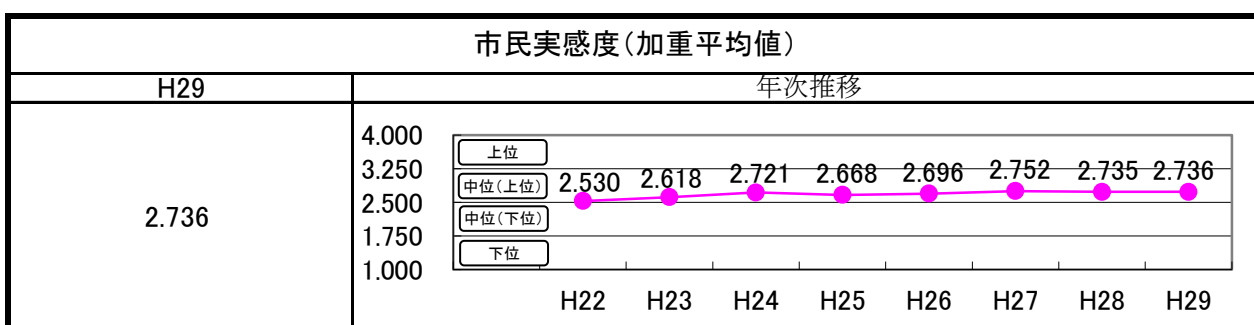 市民実感度(加重平均値)
H29 年次推移
4.000
上位
3.250
中位(上位) 2.530 2.618 2.721 2.668 2.696 2.752 2.735 2.736
2.736
2.500
中位(下位)
1.750
下位
1.000
H22 H23 H24 H25 H26 H27 H28 H29